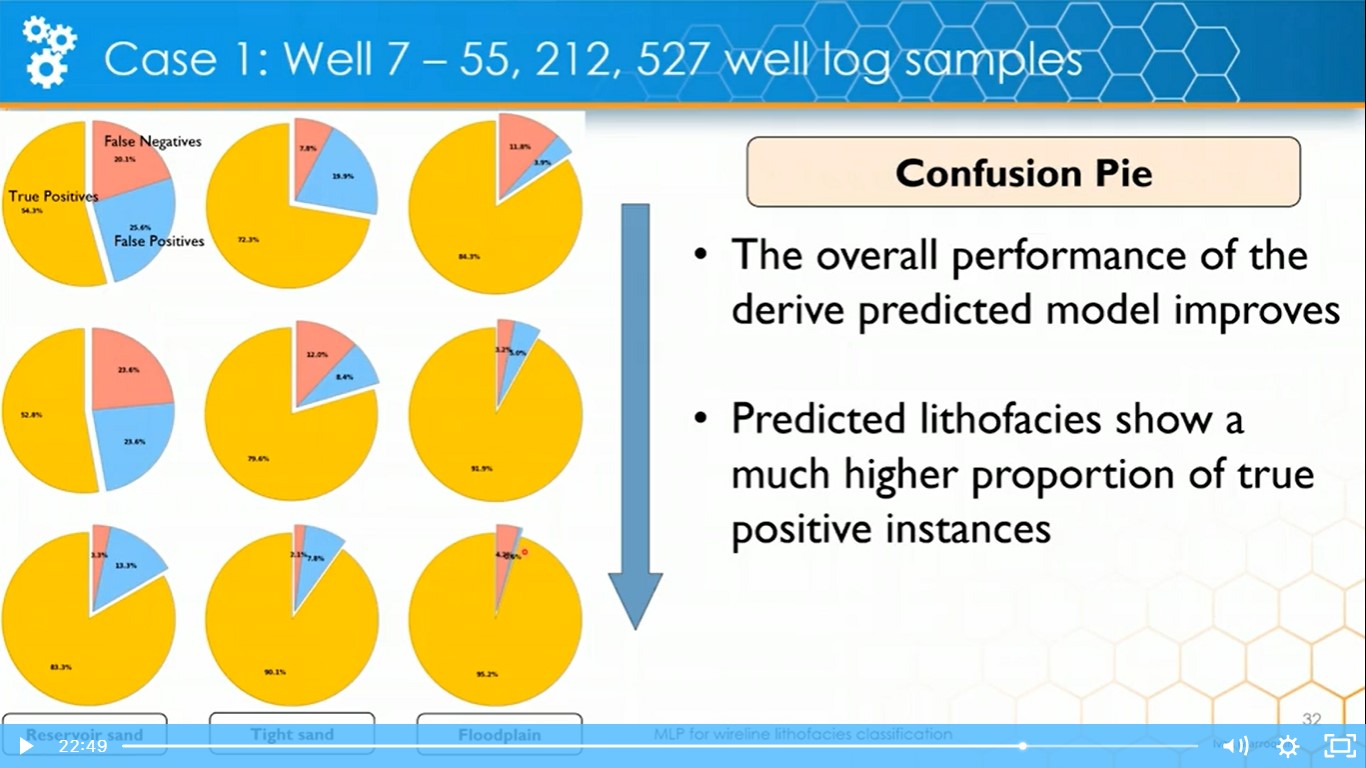 Case 1: Well 7 – 55, 212, 527 well log samples
False Negatives
20.1%
True Positives
54.3%
25.6%
False Positives
7.8%
19.9%
72.3%
11.8%
3.9%
84.3%
Confusion Pie
• The overall performance of the
derive predicted model improves
• Predicted lithofacies show a
much higher proportion of true
positive instances
23.6%
52.8%
23.6%
12.0%
8.4%
79.6%
3.2%
5.0%
91.9%
3.3%
13.3%
83.3%
2.1%
7.8%
90.1%
95.2%
Reservoir sand
Tight sand
Floodplain
MLP for wireline lithofacies classification
32
22:49